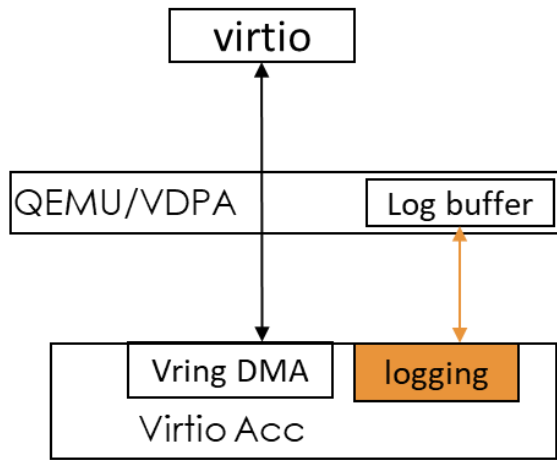 virtio
QEMU/VDPA
Log buffer
Vring DMA
logging
Virtio Acc